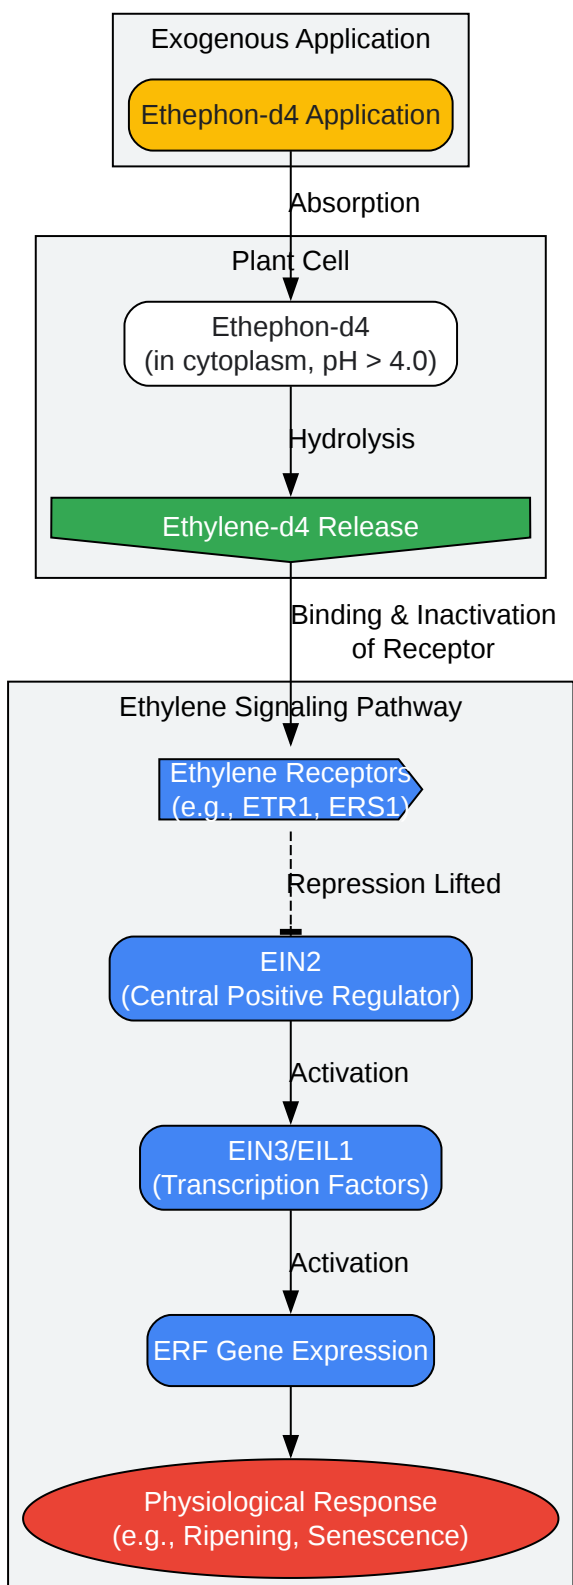 Exogenous Application
Ethephon-d4 Application
Absorption
Plant Cell
Ethephon-d4
(in cytoplasm, pH > 4.0)
Hydrolysis
Ethylene-d4 Release
Binding & Inactivation
of Receptor
Ethylene Signaling Pathway
Ethylene Receptors
(e.g., ETR1, ERS1)
Repression Lifted
EIN2
(Central Positive Regulator)
Activation
EIN3/EIL1
(Transcription Factors)
Activation
ERF Gene Expression
Physiological Response
(e.g., Ripening, Senescence)